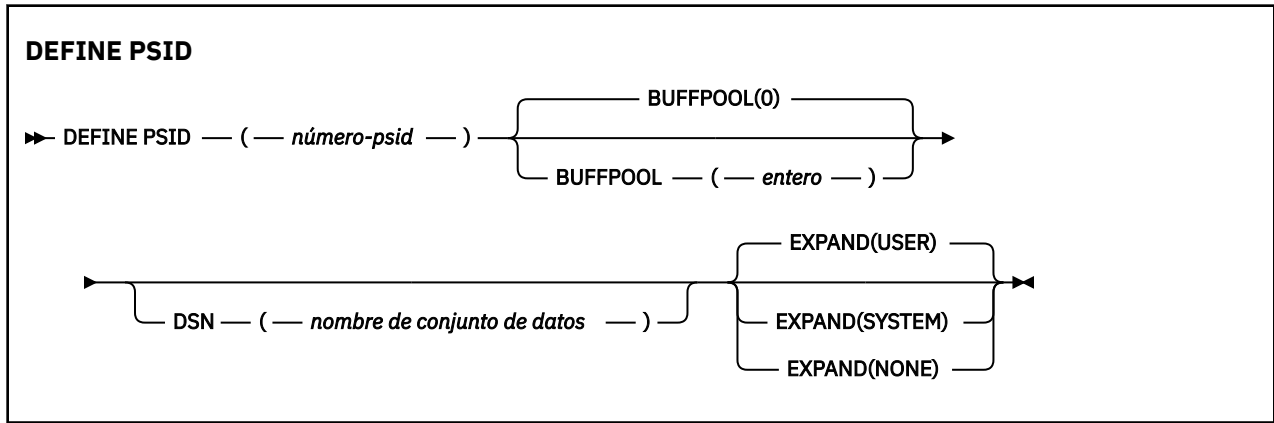 DEFINE PSID
BUFFPOOL(0)
DEFINE PSID ( número-psid )
BUFFPOOL ( entero )
EXPAND(USER)
DSN ( nombre de conjunto de datos )
EXPAND(SYSTEM)
EXPAND(NONE)